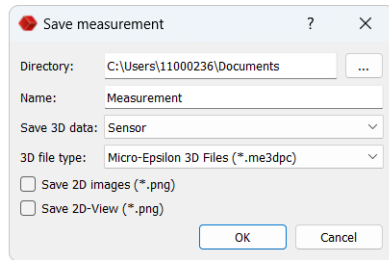 Save measurement ?
Directory: C:\Users\11000236\Documents ...
Name: Measurement
Save 3D data: Sensor
3D file type: Micro-Epsilon 3D Files (*.me3dpc)
Save 2D images (*.png)
Save 2D-View (*.png)
OK Cancel